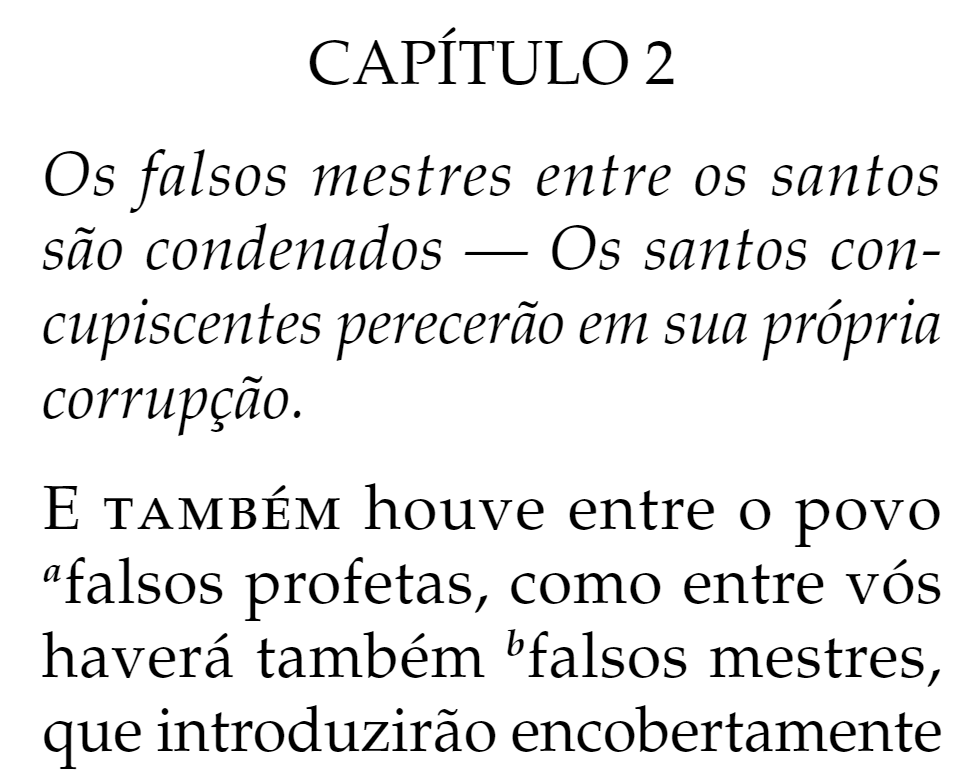 CAPÍTULO 2
Os falsos mestres entre os santos
são condenados — Os santos con-
cupiscentes perecerão em sua própria
corrupção.
E TAMBÉM houve entre o povo
ᵃfalsos profetas, como entre vós
haverá também ᵇfalsos mestres,
que introduzirão encobertamente